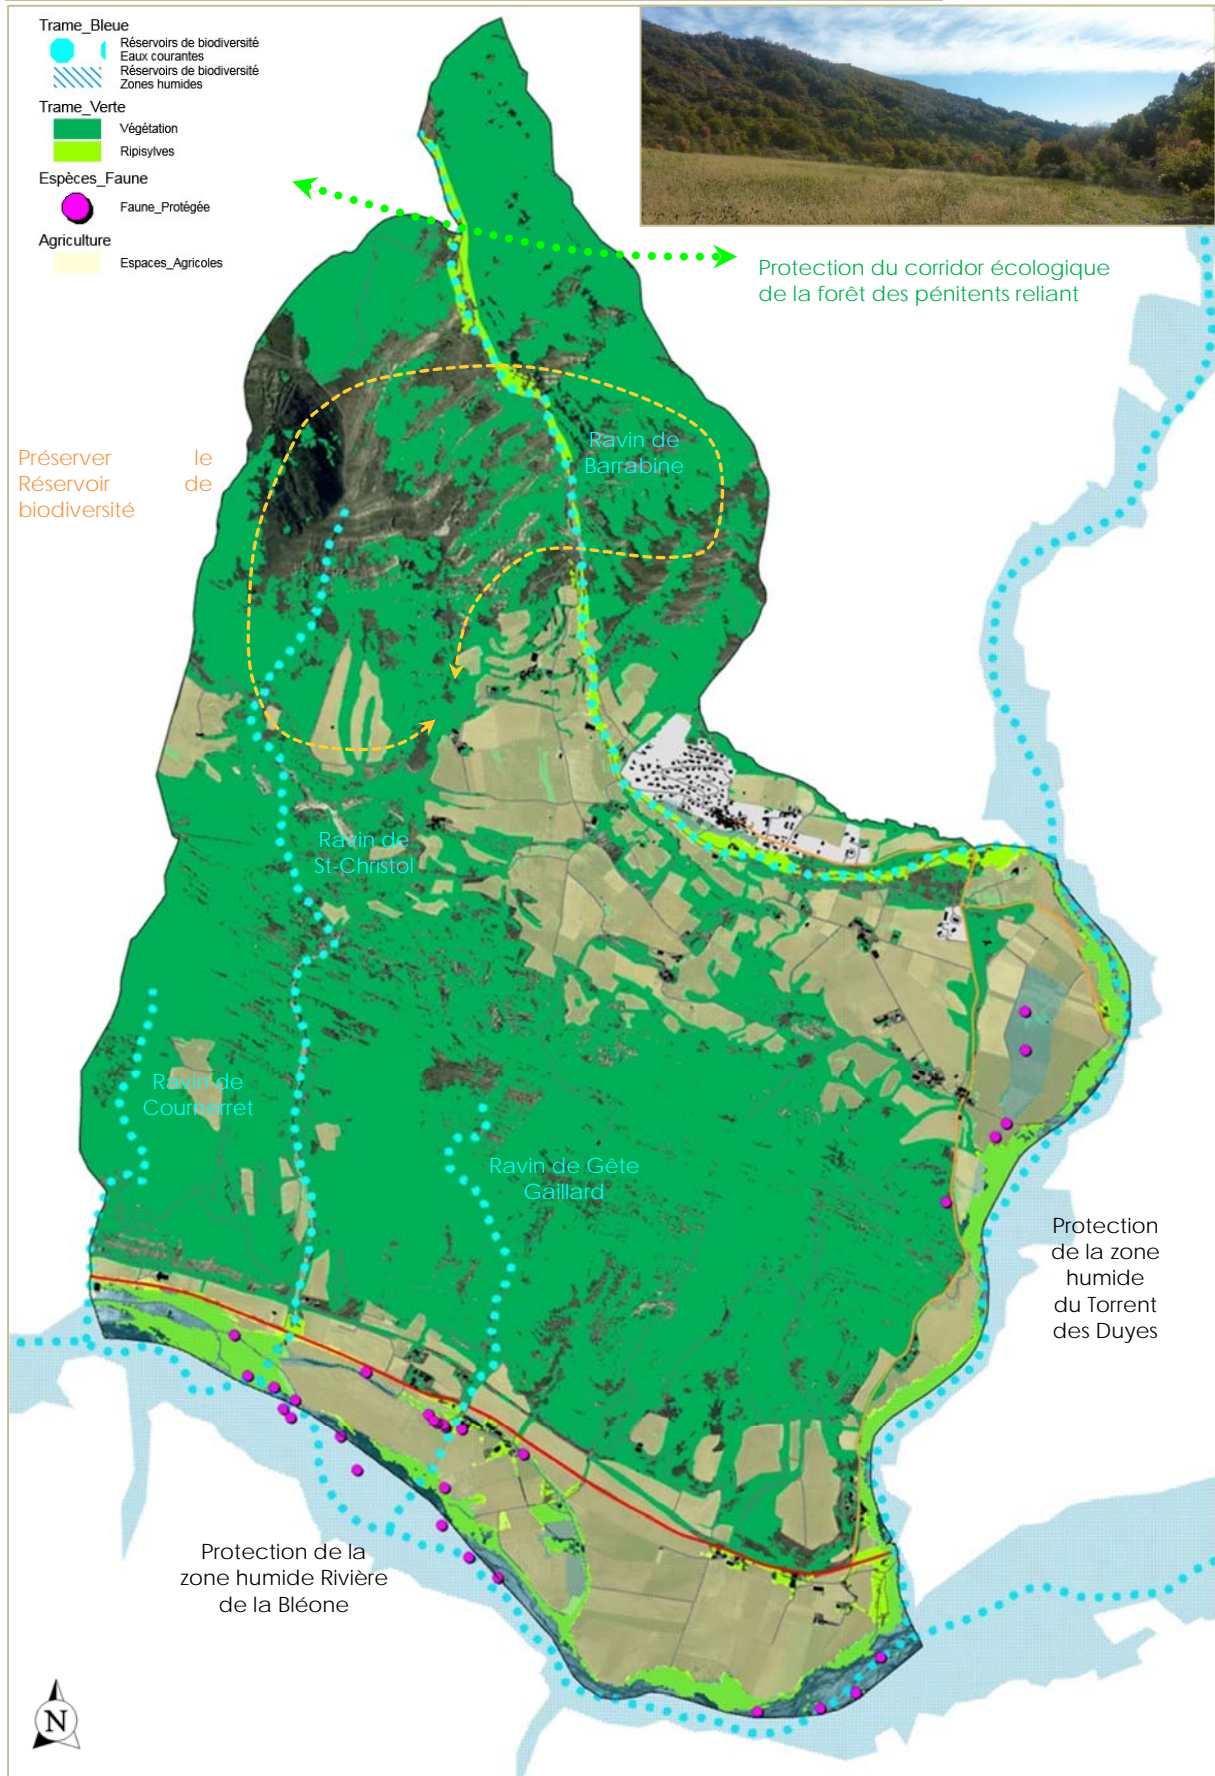 Trame_Bleue
Réservoirs de biodiversité
Eaux courantes
Réservoirs de biodiversité
Zones humides
Trame_Verte
Végétation
Ripisylves
Espèces_Faune
Faune_Protégée
Agriculture
Espaces_Agricoles
Protection du corridor écologique
de la forêt des pénitents reliant
Préserver le
Réservoir de
biodiversité
Ravin de
Barrabine
Ravin de
St-Christol
Ravin de
Cournerret
Ravin de Gête
Gaillard
Protection
de la zone
humide
du Torrent
des Duyes
Protection de la
zone humide Rivière
de la Bléone
N